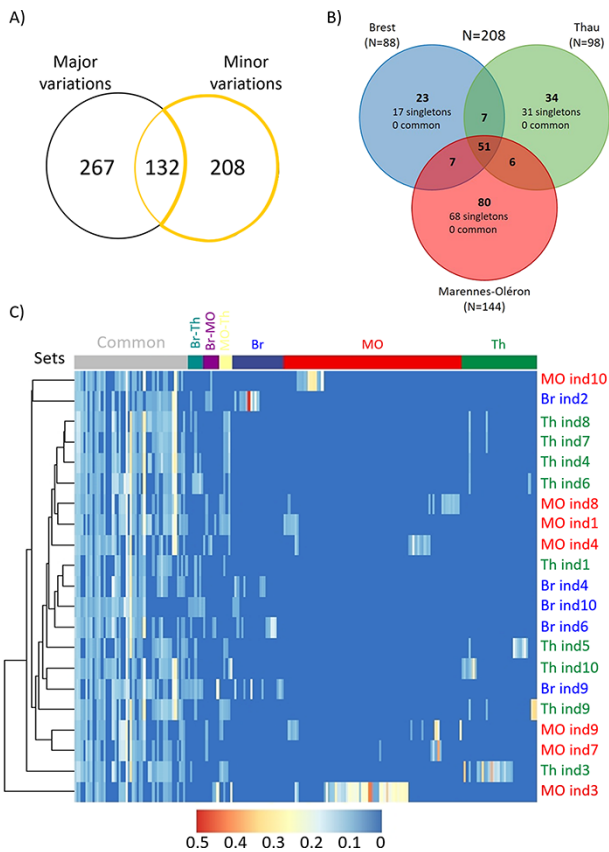 A)
Major variations
Minor variations
267
132
208
B)
Brest
(N=88)
N=208
Thau
(N=98)
23
17 singletons
0 common
7
34
31 singletons
0 common
51
7
6
80
68 singletons
0 common
Marennes-Oléron
(N=144)
C)
Sets
Common
Br-Th
Br-MO
MO-Th
Br
MO
Th
MO ind10
Br ind2
Th ind8
Th ind7
Th ind4
Th ind6
MO ind8
MO ind1
MO ind4
Th ind1
Br ind4
Br ind10
Br ind6
Th ind5
Th ind10
Br ind9
Th ind9
MO ind9
MO ind7
Th ind3
MO ind3
0.5
0.4
0.2
0.1
0